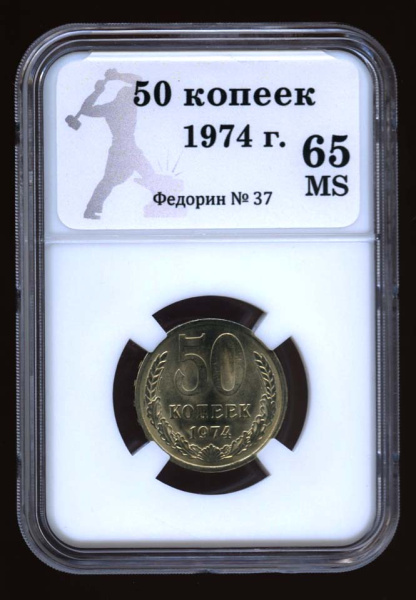 50 копеек
1974 г.
65
MS
Федорин № 37
50
КОПЕЕК
1974